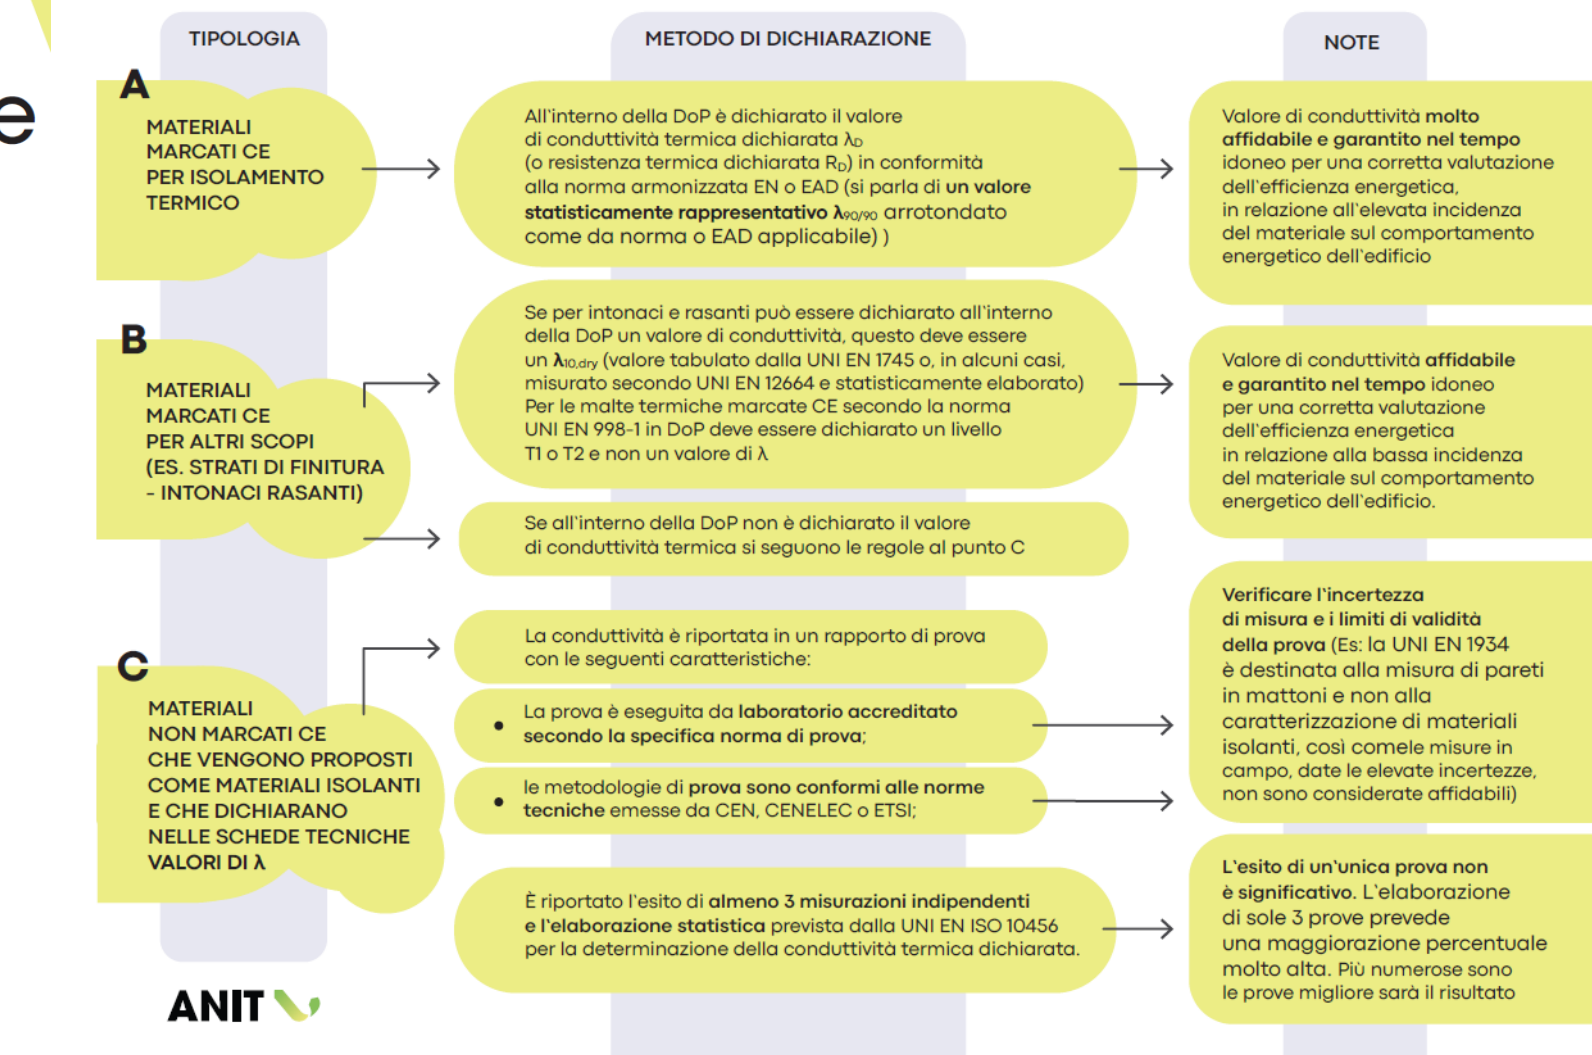 e
TIPOLOGIA
METODO DI DICHIARAZIONE
NOTE
A
MATERIALI
MARCATI CE
PER ISOLAMENTO
TERMICO
All'interno della DoP è dichiarato il valore
di conduttività termica dichiarata λD
(o resistenza termica dichiarata RD) in conformità
alla norma armonizzata EN o EAD (si parla di un valore
statisticamente rappresentativo λ90/90 arrotondato
come da norma o EAD applicabile) )
Valore di conduttività molto
affidabile e garantito nel tempo
idoneo per una corretta valutazione
dell'efficienza energetica,
in relazione all'elevata incidenza
del materiale sul comportamento
energetico dell'edificio
B
MATERIALI
MARCATI CE
PER ALTRI SCOPI
(ES. STRATI DI FINITURA
- INTONACI RASANTI)
Se per intonaci e rasanti può essere dichiarato all'interno
della DoP un valore di conduttività, questo deve essere
un λ10,dry (valore tabulato dalla UNI EN 1745 o, in alcuni casi,
misurato secondo UNI EN 12664 e statisticamente elaborato)
Per le malte termiche marcate CE secondo la norma
UNI EN 998-1 in DoP deve essere dichiarato un livello
T1 o T2 e non un valore di λ
Valore di conduttività affidabile
e garantito nel tempo idoneo
per una corretta valutazione
dell'efficienza energetica
in relazione alla bassa incidenza
del materiale sul comportamento
energetico dell'edificio.
Se all'interno della DoP non è dichiarato il valore
di conduttività termica si seguono le regole al punto C
C
MATERIALI
NON MARCATI CE
CHE VENGONO PROPOSTI
COME MATERIALI ISOLANTI
E CHE DICHIARANO
NELLE SCHEDE TECNICHE
VALORI DI λ
La conduttività è riportata in un rapporto di prova
con le seguenti caratteristiche:
• La prova è eseguita da laboratorio accreditato
secondo la specifica norma di prova;
• le metodologie di prova sono conformi alle norme
tecniche emesse da CEN, CENELEC o ETSI;
Verificare l'incertezza
di misura e i limiti di validità
della prova (Es: la UNI EN 1934
è destinata alla misura di pareti
in mattoni e non alla
caratterizzazione di materiali
isolanti, così comele misure in
campo, date le elevate incertezze,
non sono considerate affidabili)
È riportato l'esito di almeno 3 misurazioni indipendenti
e l'elaborazione statistica prevista dalla UNI EN ISO 10456
per la determinazione della conduttività termica dichiarata.
L'esito di un'unica prova non
è significativo. L'elaborazione
di sole 3 prove prevede
una maggiorazione percentuale
molto alta. Più numerose sono
le prove migliore sarà il risultato
ANIT